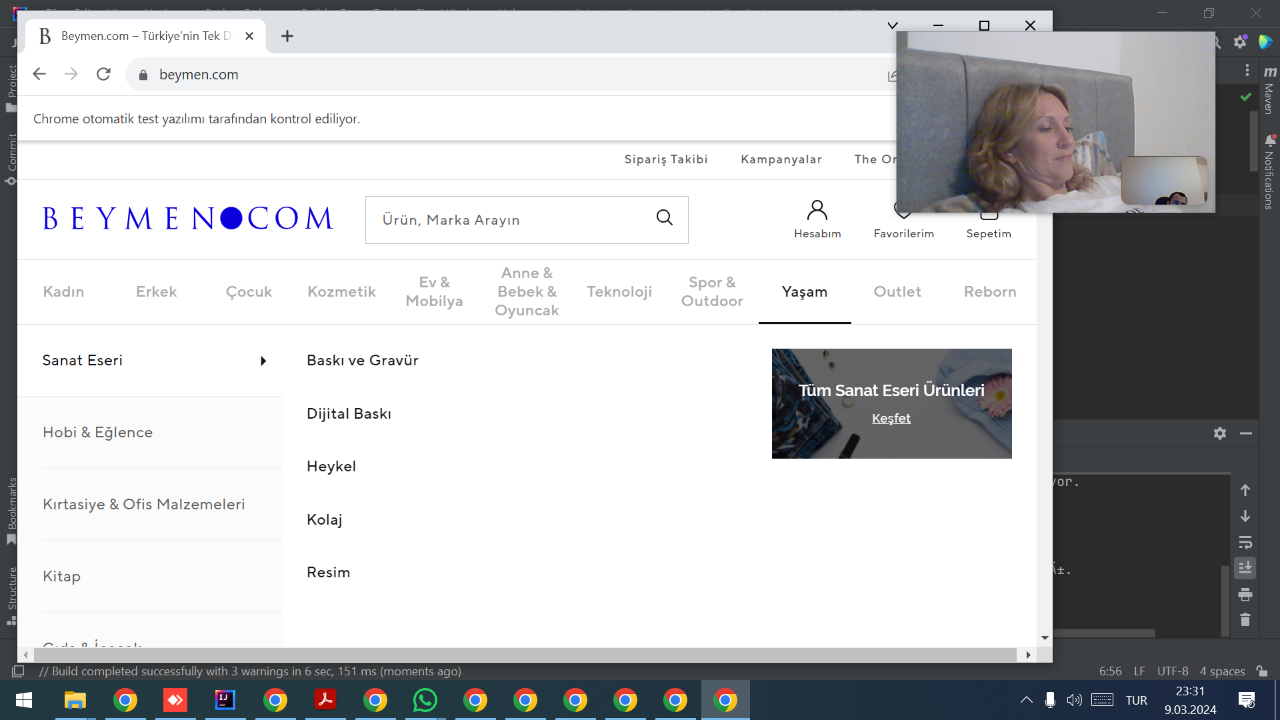 Beymen.com – Türkiye'nin Tek D
beymen.com
Chrome otomatik test yazılımı tarafından kontrol ediliyor.
Sipariş Takibi
Kampanyalar
The Or
BEYMEN COM
Ürün, Marka Arayın
Hesabım
Favorilerim
Sepetim
Kadın
Erkek
Çocuk
Kozmetik
Ev &
Mobilya
Anne &
Bebek &
Oyuncak
Teknoloji
Spor &
Outdoor
Yaşam
Outlet
Reborn
Sanat Eseri
Hobi & Eğlence
Kırtasiye & Ofis Malzemeleri
Kitap
Baskı ve Gravür
Dijital Baskı
Heykel
Kolaj
Resim
Tüm Sanat Eseri Ürünleri
Keşfet
Project
Commit
Bookmarks
Structure
Maven
Notifications
yor.
Ä±.
// Build completed successfully with 3 warnings in 6 sec, 151 ms (moments ago)
6:56
LF
UTF-8
4 spaces
TUR
23:31
9.03.2024